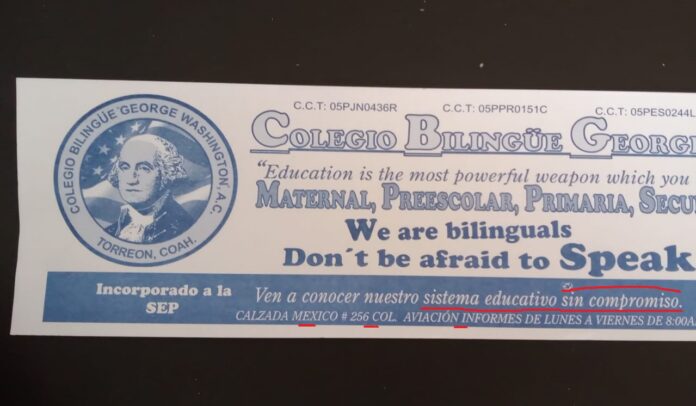 COLEGIO BILINGÜE GEORGE WASHINGTON, A.C.
TORREON, COAH.
C.C.T: 05PJN0436R C.C.T: 05PPR0151C C.C.T: 05PES0244L
COLEGIO BILINGÜE GEORGE
“Education is the most powerful weapon which you
MATERNAL, PREESCOLAR, PRIMARIA, SECU
We are bilinguals
Don´t be afraid to Speak
Incorporado a la
SEP
Ven a conocer nuestro sistema educativo sin compromiso.
CALZADA MEXICO # 256 COL. AVIACIÓN INFORMES DE LUNES A VIERNES DE 8:00A